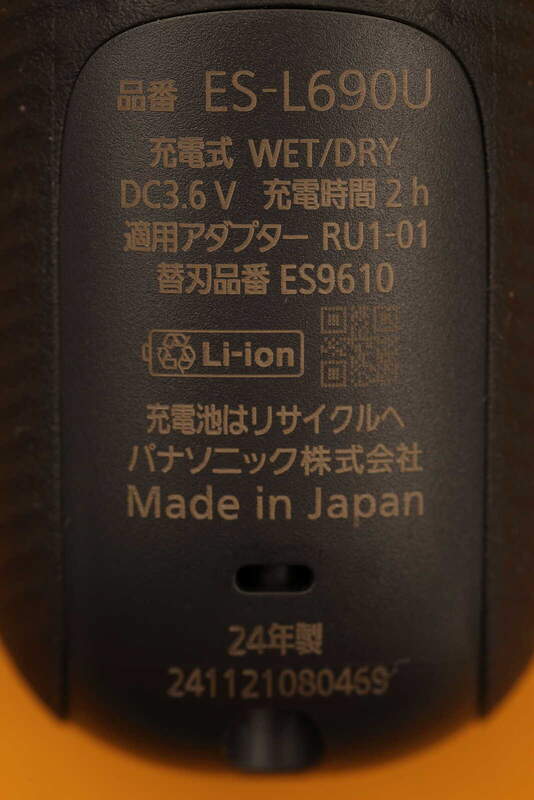 品番 ES-L690U
充電式 WET/DRY
DC3.6V 充電時間 2h
適用アダプター RU1-01
替刃品番 ES9610
Li-ion
充電池はリサイクルへ
パナソニック株式会社
Made in Japan
24年製
241121080469